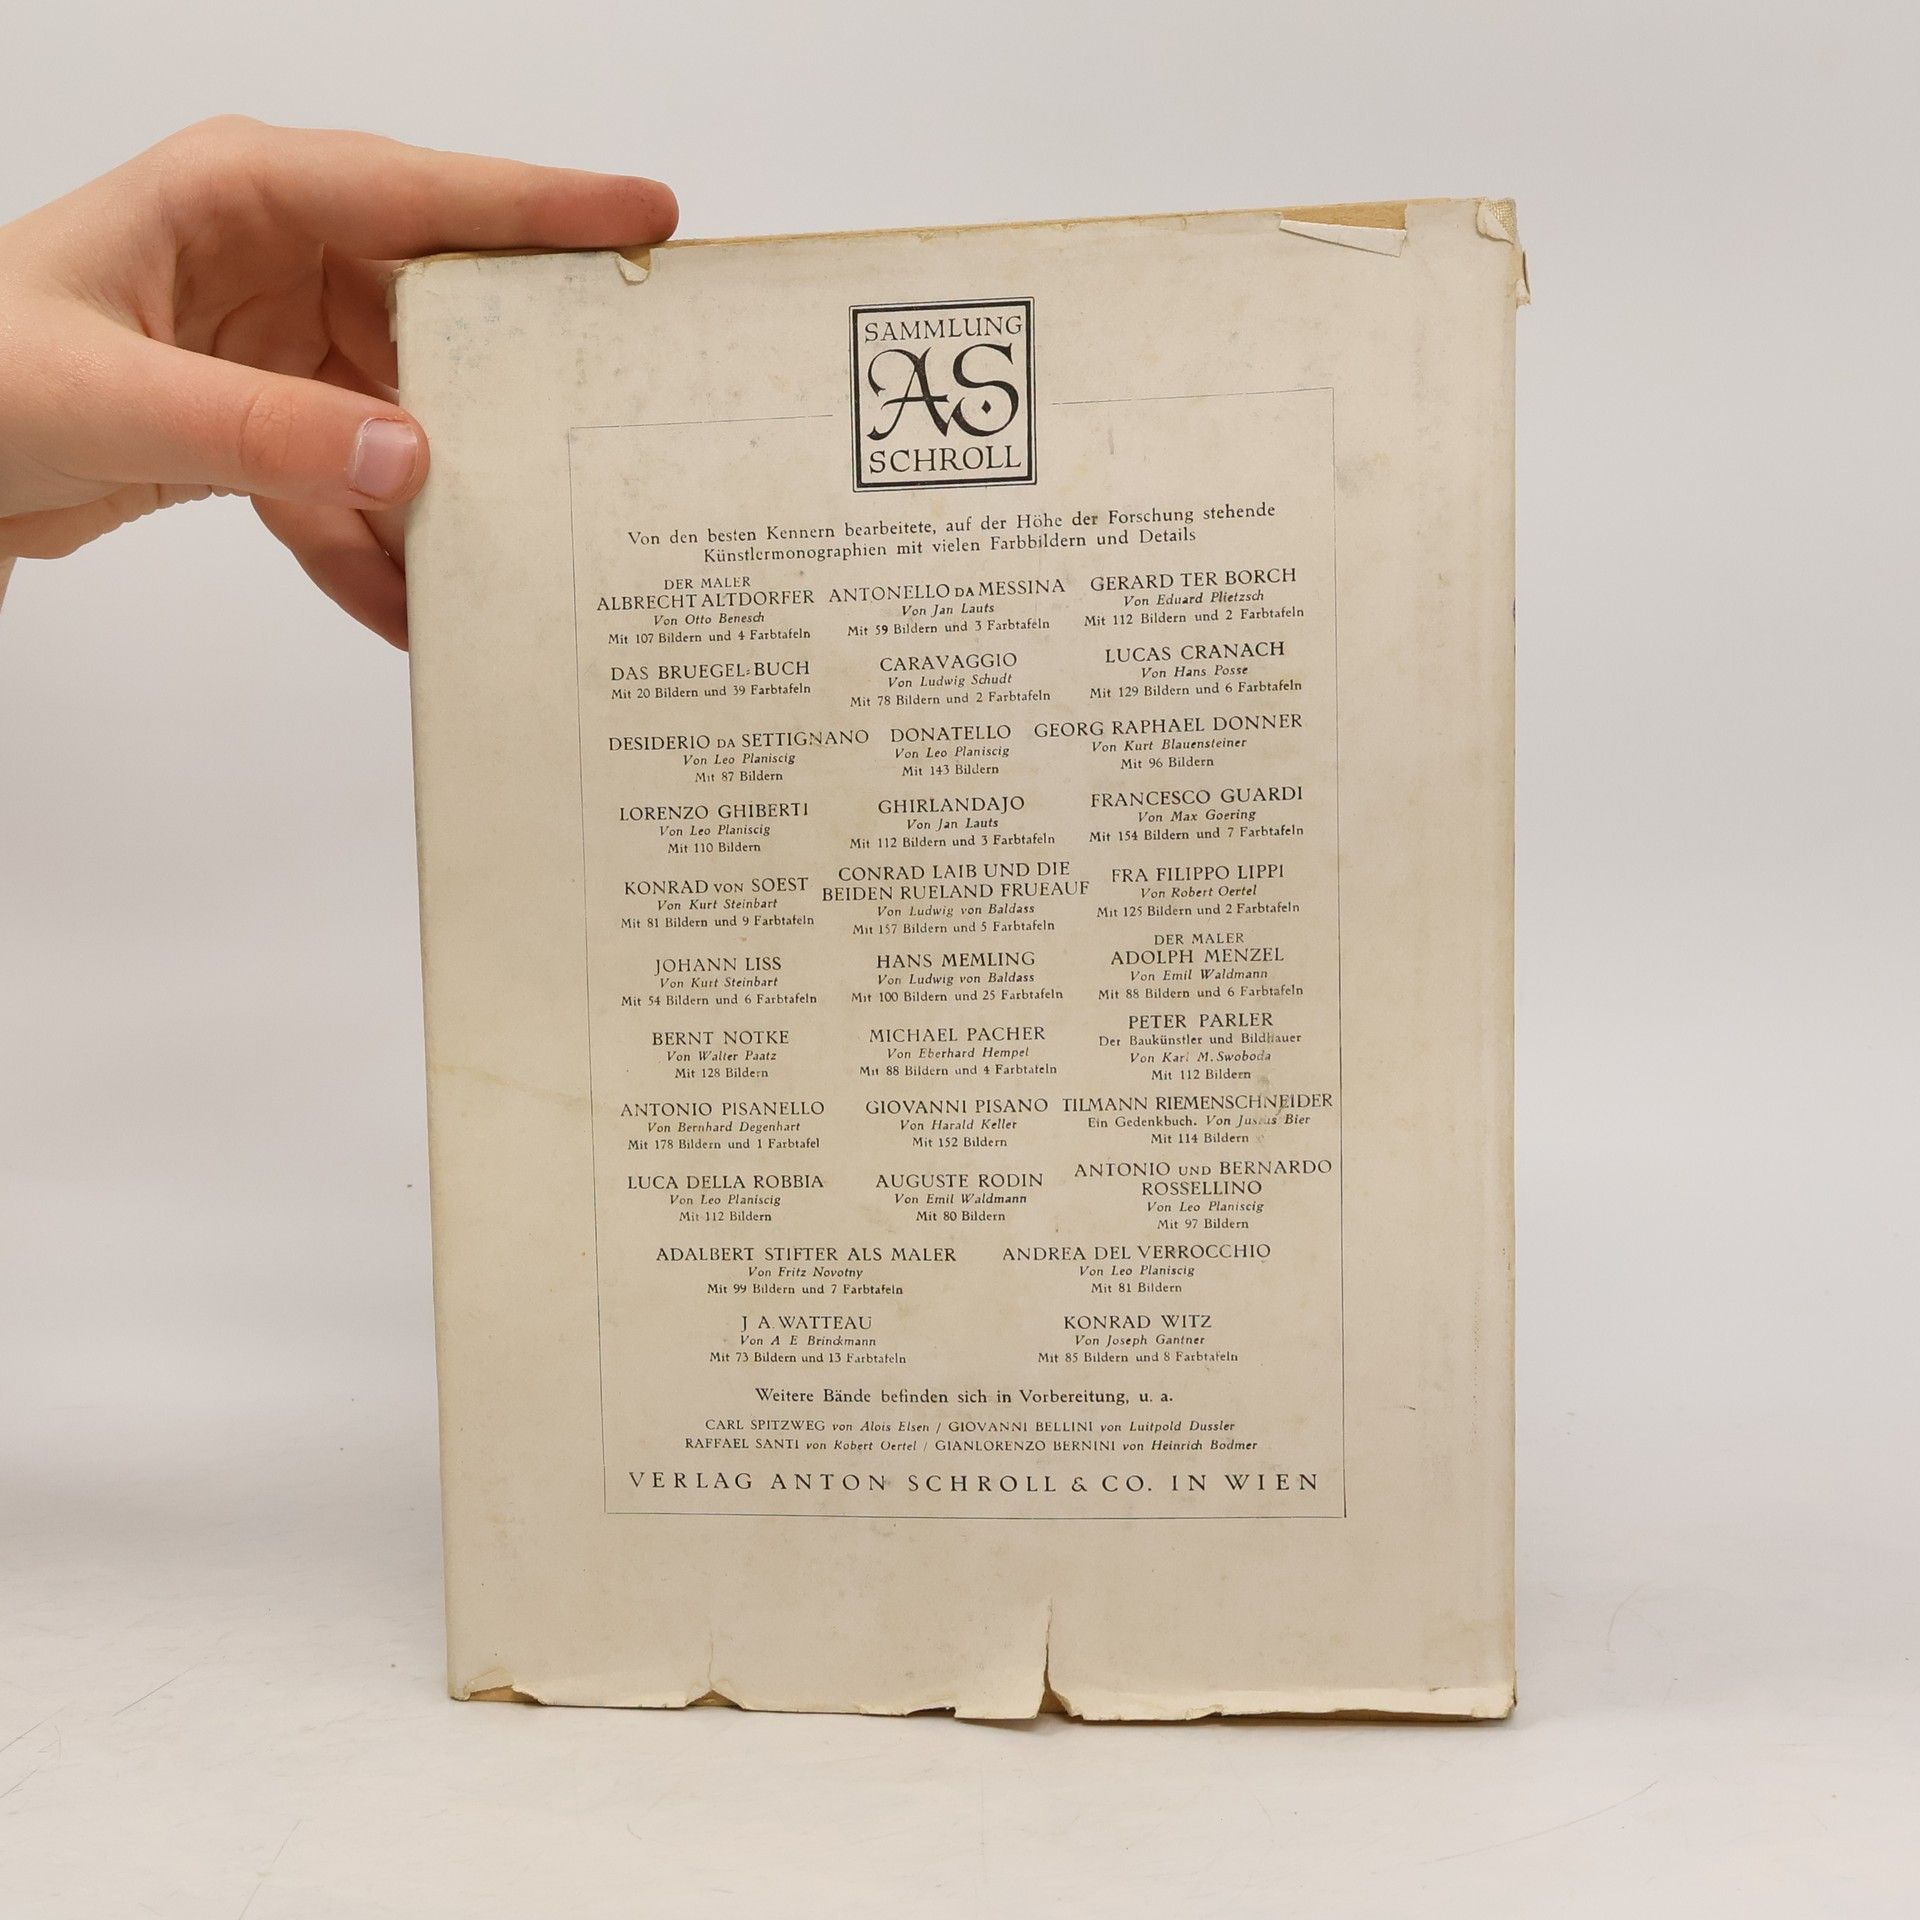 SAMMLUNG
AS
SCHROLL
Von den besten Kennern bearbeitete, auf der Höhe der Forschung stehende
Künstlermonographien mit vielen Farbbildern und Details
DER MALER
ALBRECHT ALTDORFER
Von Otto Benesch
Mit 107 Bildern und 4 Farbtafeln
ANTONELLO DA MESSINA
Von Jan Lauts
Mit 59 Bildern und 3 Farbtafeln
GERARD TER BORCH
Von Eduard Plietzsch
Mit 112 Bildern und 2 Farbtafeln
DAS BRUEGEL-BUCH
Mit 20 Bildern und 39 Farbtafeln
CARAVAGGIO
Von Ludwig Schudt
Mit 78 Bildern und 2 Farbtafeln
LUCAS CRANACH
Von Hans Posse
Mit 129 Bildern und 6 Farbtafeln
DESIDERIO DA SETTIGNANO
Von Leo Planiscig
Mit 87 Bildern
DONATELLO
Von Leo Planiscig
Mit 143 Bildern
GEORG RAPHAEL DONNER
Von Kurt Blauensteiner
Mit 96 Bildern
LORENZO GHIBERTI
Von Leo Planiscig
Mit 110 Bildern
GHIRLANDAJO
Von Jan Lauts
Mit 112 Bildern und 3 Farbtafeln
FRANCESCO GUARDI
Von Max Goering
Mit 154 Bildern und 7 Farbtafeln
KONRAD VON SOEST
Von Kurt Steinbart
Mit 81 Bildern und 9 Farbtafeln
CONRAD LAIB UND DIE
BEIDEN RUELAND FRUEAUF
Von Ludwig von Baldass
Mit 157 Bildern und 5 Farbtafeln
FRA FILIPPO LIPPI
Von Robert Oertel
Mit 125 Bildern und 2 Farbtafeln
JOHANN LISS
Von Kurt Steinbart
Mit 54 Bildern und 6 Farbtafeln
HANS MEMLING
Von Ludwig von Baldass
Mit 100 Bildern und 25 Farbtafeln
DER MALER
ADOLPH MENZEL
Von Emil Waldmann
Mit 88 Bildern und 6 Farbtafeln
BERNT NOTKE
Von Walter Paatz
Mit 128 Bildern
MICHAEL PACHER
Von Eberhard Hempel
Mit 88 Bildern und 4 Farbtafeln
PETER PARLER
Der Baukünstler und Bildhauer
Von Karl M. Swoboda
Mit 112 Bildern
ANTONIO PISANELLO
Von Bernhard Degenhart
Mit 178 Bildern und 1 Farbtafel
GIOVANNI PISANO
Von Harald Keller
Mit 152 Bildern
TILMANN RIEMENSCHNEIDER
Ein Gedenkbuch. Von Justus Bier
Mit 114 Bildern
LUCA DELLA ROBBIA
Von Leo Planiscig
Mit 112 Bildern
AUGUSTE RODIN
Von Emil Waldmann
Mit 80 Bildern
ANTONIO UND BERNARDO
ROSSELLINO
Von Leo Planiscig
Mit 97 Bildern
ADALBERT STIFTER ALS MALER
Von Fritz Novotny
Mit 99 Bildern und 7 Farbtafeln
ANDREA DEL VERROCCHIO
Von Leo Planiscig
Mit 81 Bildern
J A. WATTEAU
Von A E Brinckmann
Mit 73 Bildern und 13 Farbtafeln
KONRAD WITZ
Von Joseph Gantner
Mit 85 Bildern und 8 Farbtafeln
Weitere Bände befinden sich in Vorbereitung, u. a.
CARL SPITZWEG von Alois Elsen / GIOVANNI BELLINI von Luitpold Dussler
RAFFAEL SANTI von Robert Oertel / GIANLORENZO BERNINI von Heinrich Bodmer
VERLAG ANTON SCHROLL & CO. IN WIEN